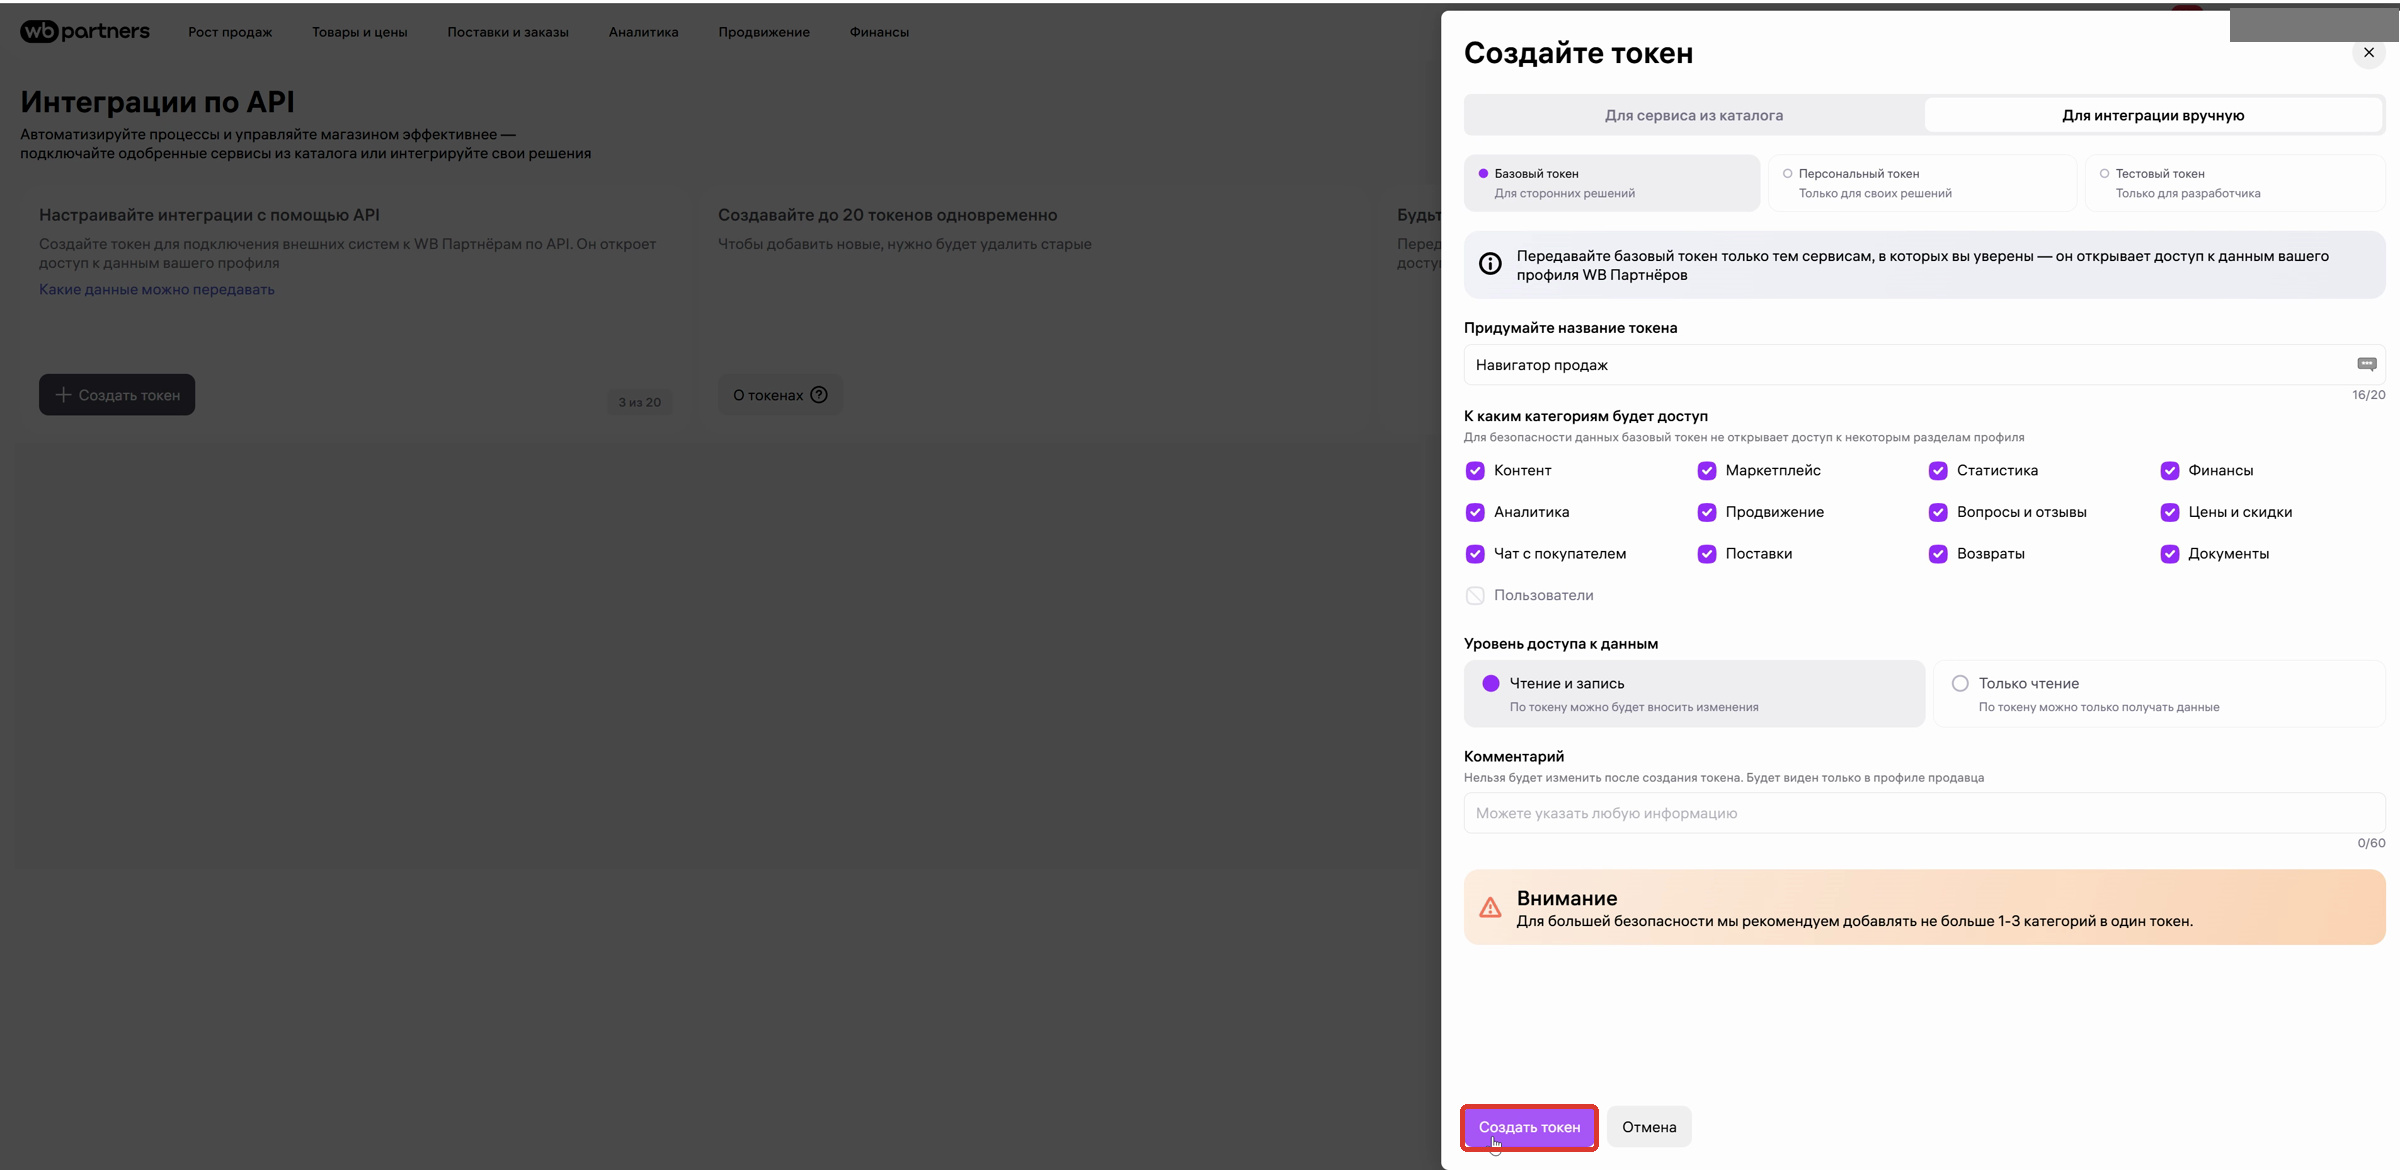 wb partners
Рост продаж
Товары и цены
Поставки и заказы
Аналитика
Продвижение
Финансы
Интеграции по API
Автоматизируйте процессы и управляйте магазином эффективнее —
подключайте одобренные сервисы из каталога или интегрируйте свои решения
Настраивайте интеграции с помощью API
Создайте токен для подключения внешних систем к WB Партнёрам по API. Он откроет
доступ к данным вашего профиля
Какие данные можно передавать
Создать токен
3 из 20
Создавайте до 20 токенов одновременно
Чтобы добавить новые, нужно будет удалить старые
О токенах
Создайте токен
Для сервиса из каталога
Для интеграции вручную
Базовый токен
Для сторонних решений
Персональный токен
Только для своих решений
Тестовый токен
Только для разработчика
Передавайте базовый токен только тем сервисам, в которых вы уверены — он открывает доступ к данным вашего
профиля WB Партнёров
Придумайте название токена
Навигатор продаж
16/20
К каким категориям будет доступ
Для безопасности данных базовый токен не открывает доступ к некоторым разделам профиля
Контент
Маркетплейс
Статистика
Финансы
Аналитика
Продвижение
Вопросы и отзывы
Цены и скидки
Чат с покупателем
Поставки
Возвраты
Документы
Пользователи
Уровень доступа к данным
Чтение и запись
По токену можно будет вносить изменения
Только чтение
По токену можно только получать данные
Комментарий
Нельзя будет изменить после создания токена. Будет виден только в профиле продавца
Можете указать любую информацию
0/60
Внимание
Для большей безопасности мы рекомендуем добавлять не больше 1-3 категорий в один токен.
Создать токен
Отмена